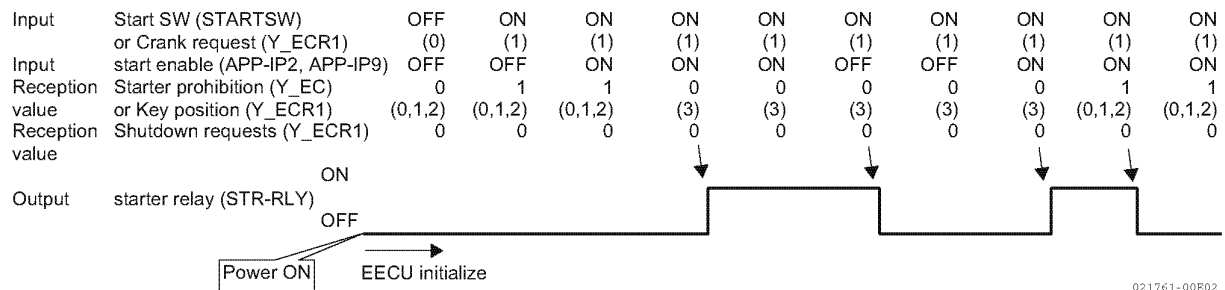 Input Start SW (STARTSW) OFF ON ON ON ON ON ON ON ON ON
or Crank request (Y_ECR1) (0) (1) (1) (1) (1) (1) (1) (1) (1) (1)
Input start enable (APP-IP2, APP-IP9) OFF OFF ON ON ON OFF OFF ON ON ON
Reception Starter prohibition (Y_EC) 0 1 1 0 0 0 0 0 1 1
value or Key position (Y_ECR1) (0,1,2) (0,1,2) (0,1,2) (3) (3) (3) (3) (3) (0,1,2) (0,1,2)
Reception Shutdown requests (Y_ECR1) 0 0 0 0 0 0 0 0 0 0
value
ON
Output starter relay (STR-RLY)
OFF
Power ON EECU initialize
021761-00E02